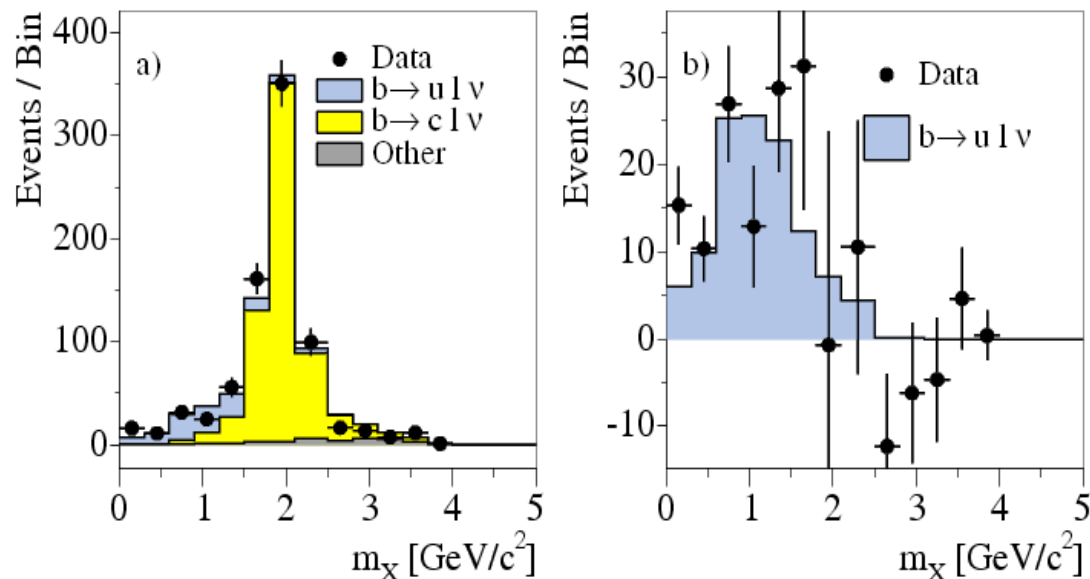 a)
Data
b→ u l ν
b→ c l ν
Other
Events / Bin
400
300
200
100
0
0 1 2 3 4 5
m_X [GeV/c²]
b)
Data
b→ u l ν
Events / Bin
30
20
10
0
-10
0 1 2 3 4 5
m_X [GeV/c²]